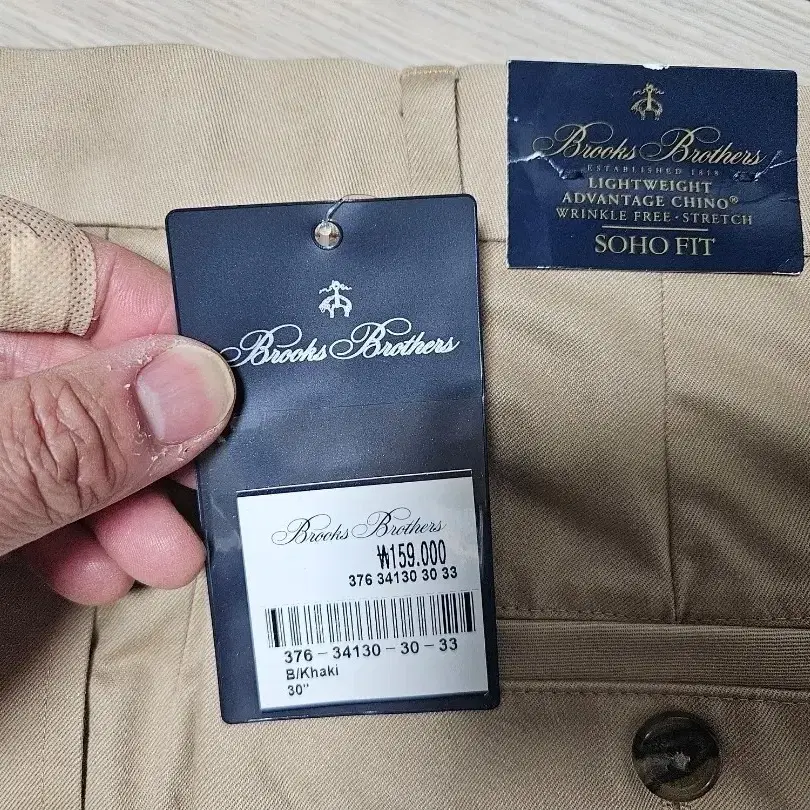 Brooks Brothers
ESTABLISHED 1818
LIGHTWEIGHT
ADVANTAGE CHINO®
WRINKLE FREE · STRETCH
SOHO FIT
Brooks Brothers
Brooks Brothers
₩159.000
376 34130 30 33
376-34130-30-33
B/Khaki
30"